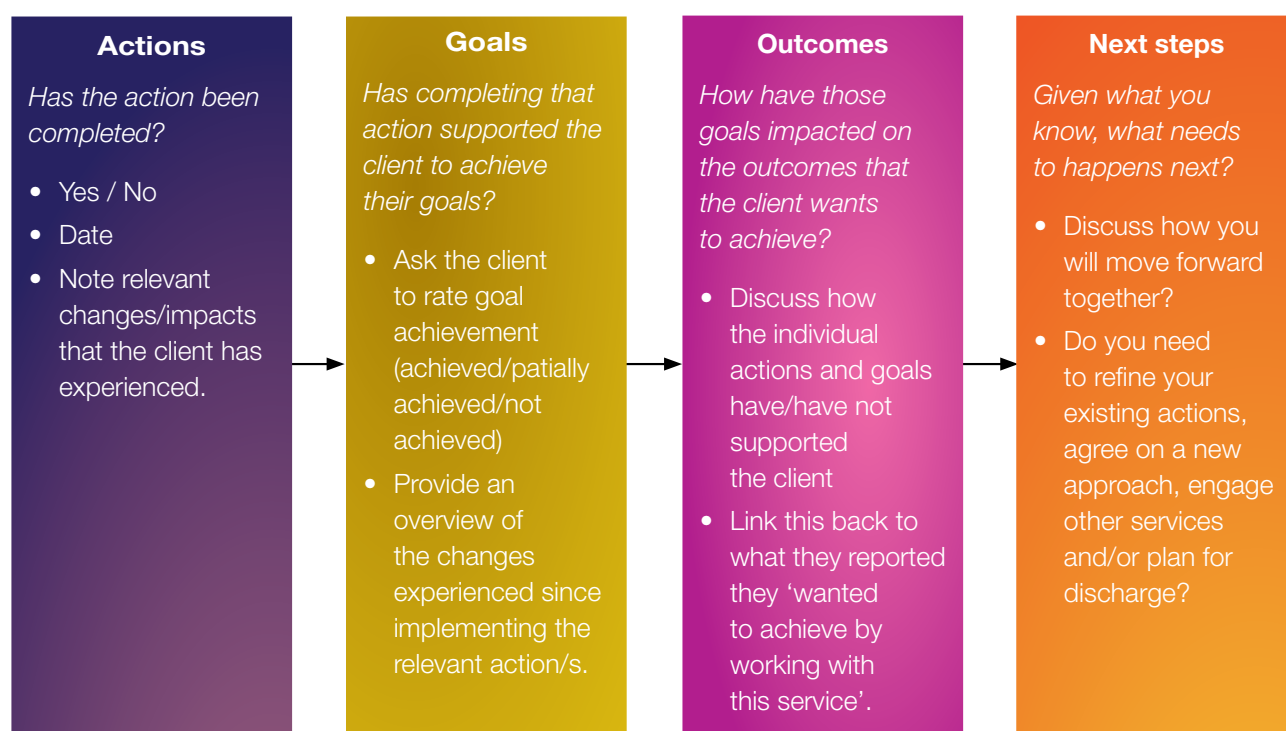 Actions
Has the action been
completed?
• Yes / No
• Date
• Note relevant
changes/impacts
that the client has
experienced.
Goals
Has completing that
action supported the
client to achieve
their goals?
• Ask the client
to rate goal
achievement
(achieved/patially
achieved/not
achieved)
• Provide an
overview of
the changes
experienced since
implementing the
relevant action/s.
Outcomes
How have those
goals impacted on
the outcomes that
the client wants
to achieve?
• Discuss how
the individual
actions and goals
have/have not
supported
the client
• Link this back to
what they reported
they ‘wanted
to achieve by
working with
this service’.
Next steps
Given what you
know, what needs
to happens next?
• Discuss how you
will move forward
together?
• Do you need
to refine your
existing actions,
agree on a new
approach, engage
other services
and/or plan for
discharge?